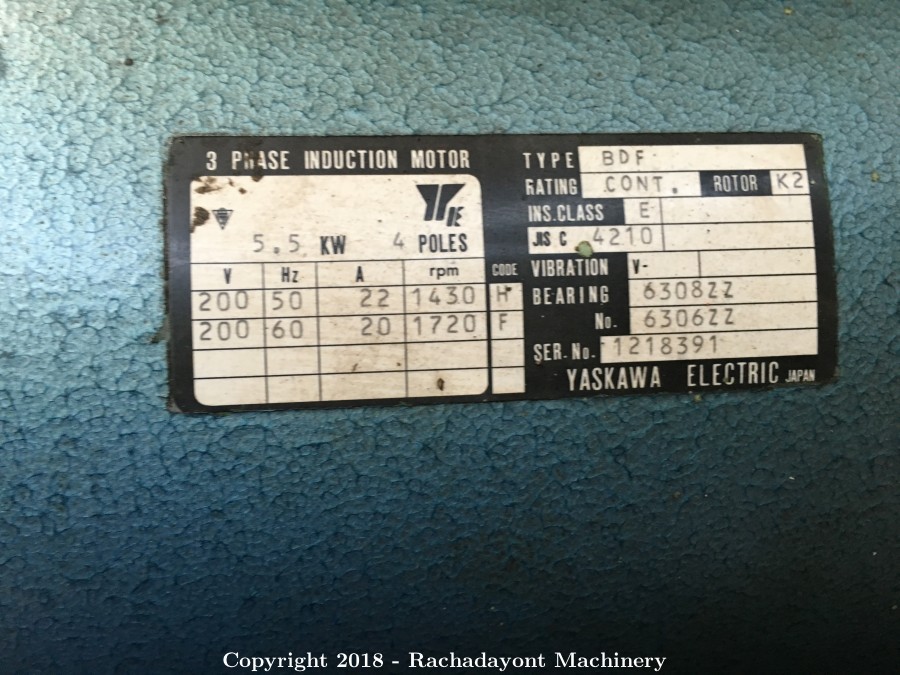 3 PHASE INDUCTION MOTOR
5.5 KW 4 POLES
V Hz A rpm CODE
200 50 22 1430 H
200 60 20 1720 F
TYPE BDF
RATING CONT. ROTOR K2
INS.CLASS E
JIS C 4210
VIBRATION V-
BEARING 6308ZZ
No. 6306ZZ
SER.No. 1218391
YASKAWA ELECTRIC JAPAN
Copyright 2018 - Rachadayont Machinery